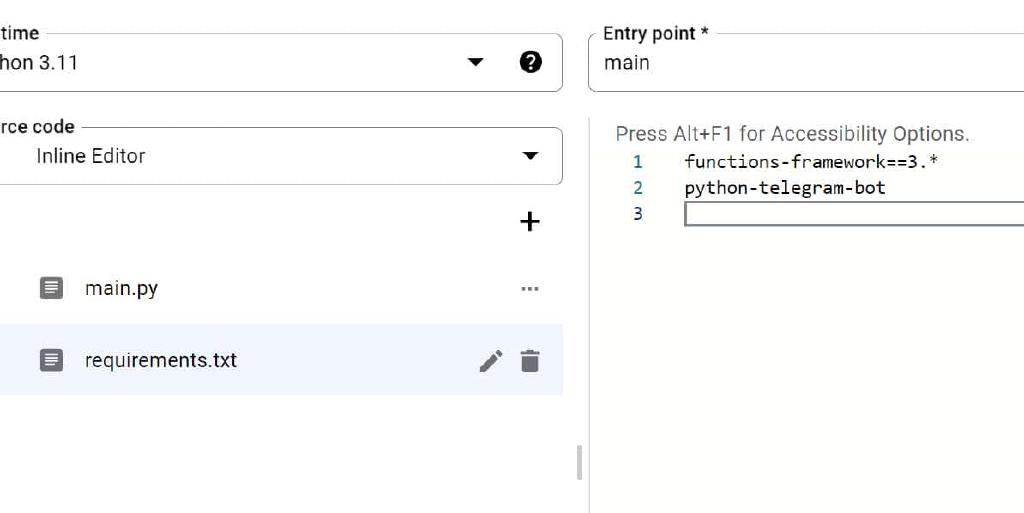 time
Entry point *
hon 3.11
main
rce code
Inline Editor
Press Alt+F1 for Accessibility Options.
1 functions-framework==3.*
2 python-telegram-bot
3
main.py
requirements.txt